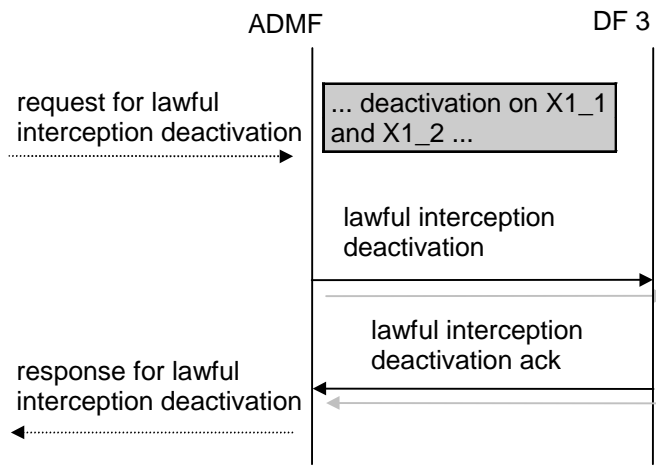 ADMF
DF 3
request for lawful
interception deactivation
... deactivation on X1_1
and X1_2 ...
lawful interception
deactivation
lawful interception
deactivation ack
response for lawful
interception deactivation